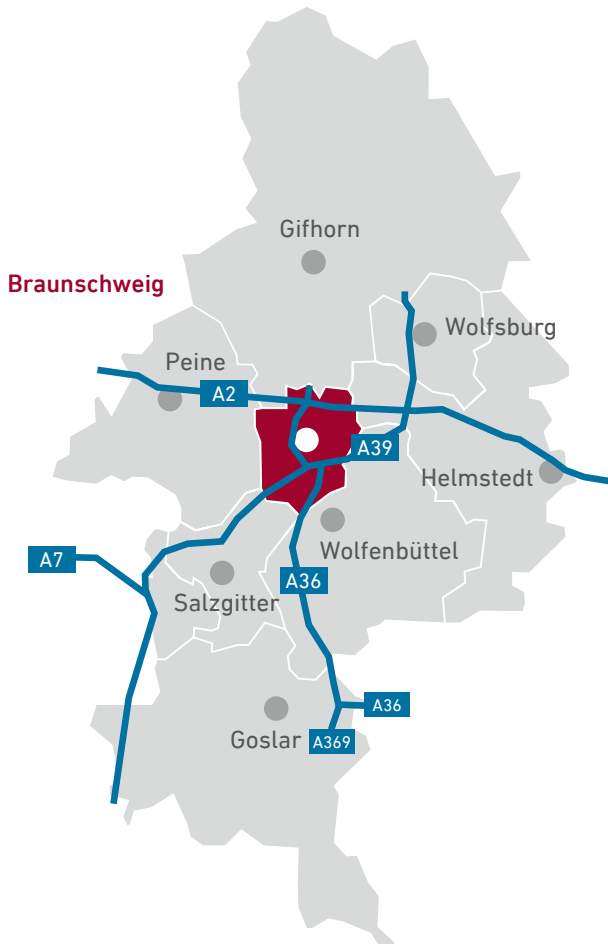 Gifhorn
Braunschweig
Wolfsburg
Peine
A2
A39
Helmstedt
Wolfenbüttel
A7
A36
Salzgitter
A36
Goslar
A369